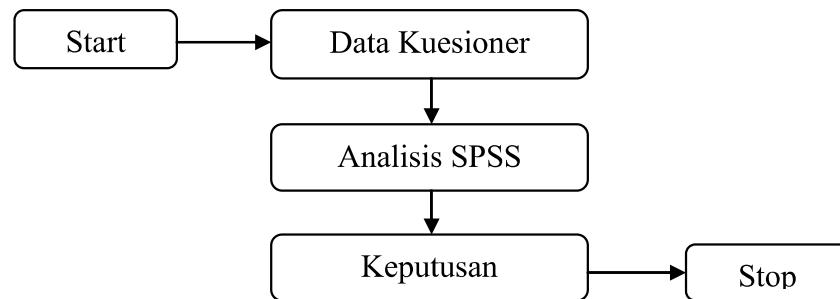 Start
Data Kuesioner
Analisis SPSS
Keputusan
Stop